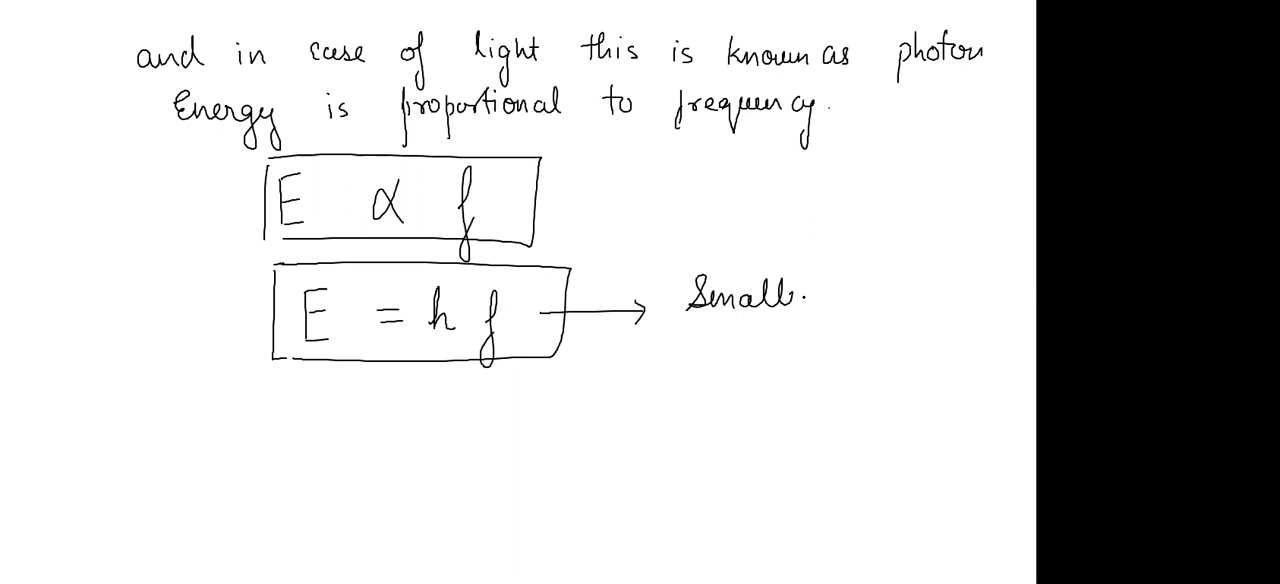 and in case of light this is known as photon
Energy is proportional to frequency.
E ∝ f
E = h f → Small.